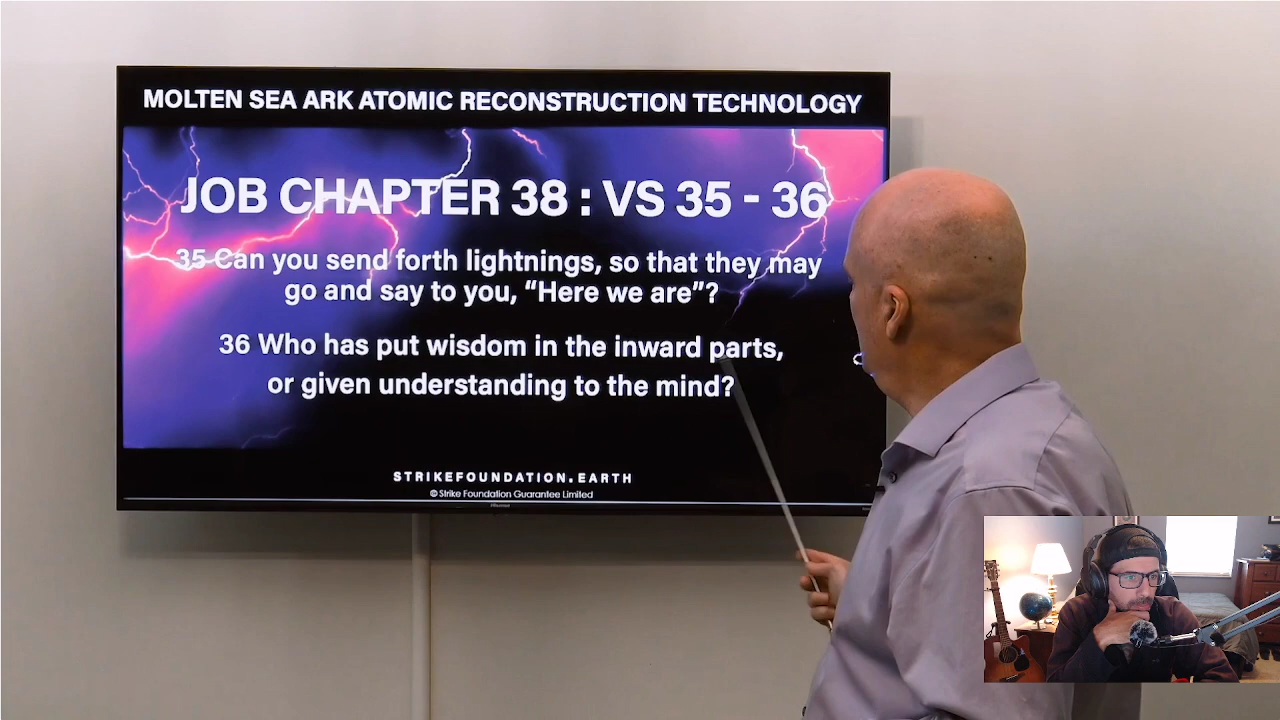 MOLTEN SEA ARK ATOMIC RECONSTRUCTION TECHNOLOGY
JOB CHAPTER 38 : VS 35 - 36
35 Can you send forth lightnings, so that they may
go and say to you, “Here we are”?
36 Who has put wisdom in the inward parts,
or given understanding to the mind?
STRIKEFOUNDATION.EARTH
© Strike Foundation Guarantee Limited
Hisense